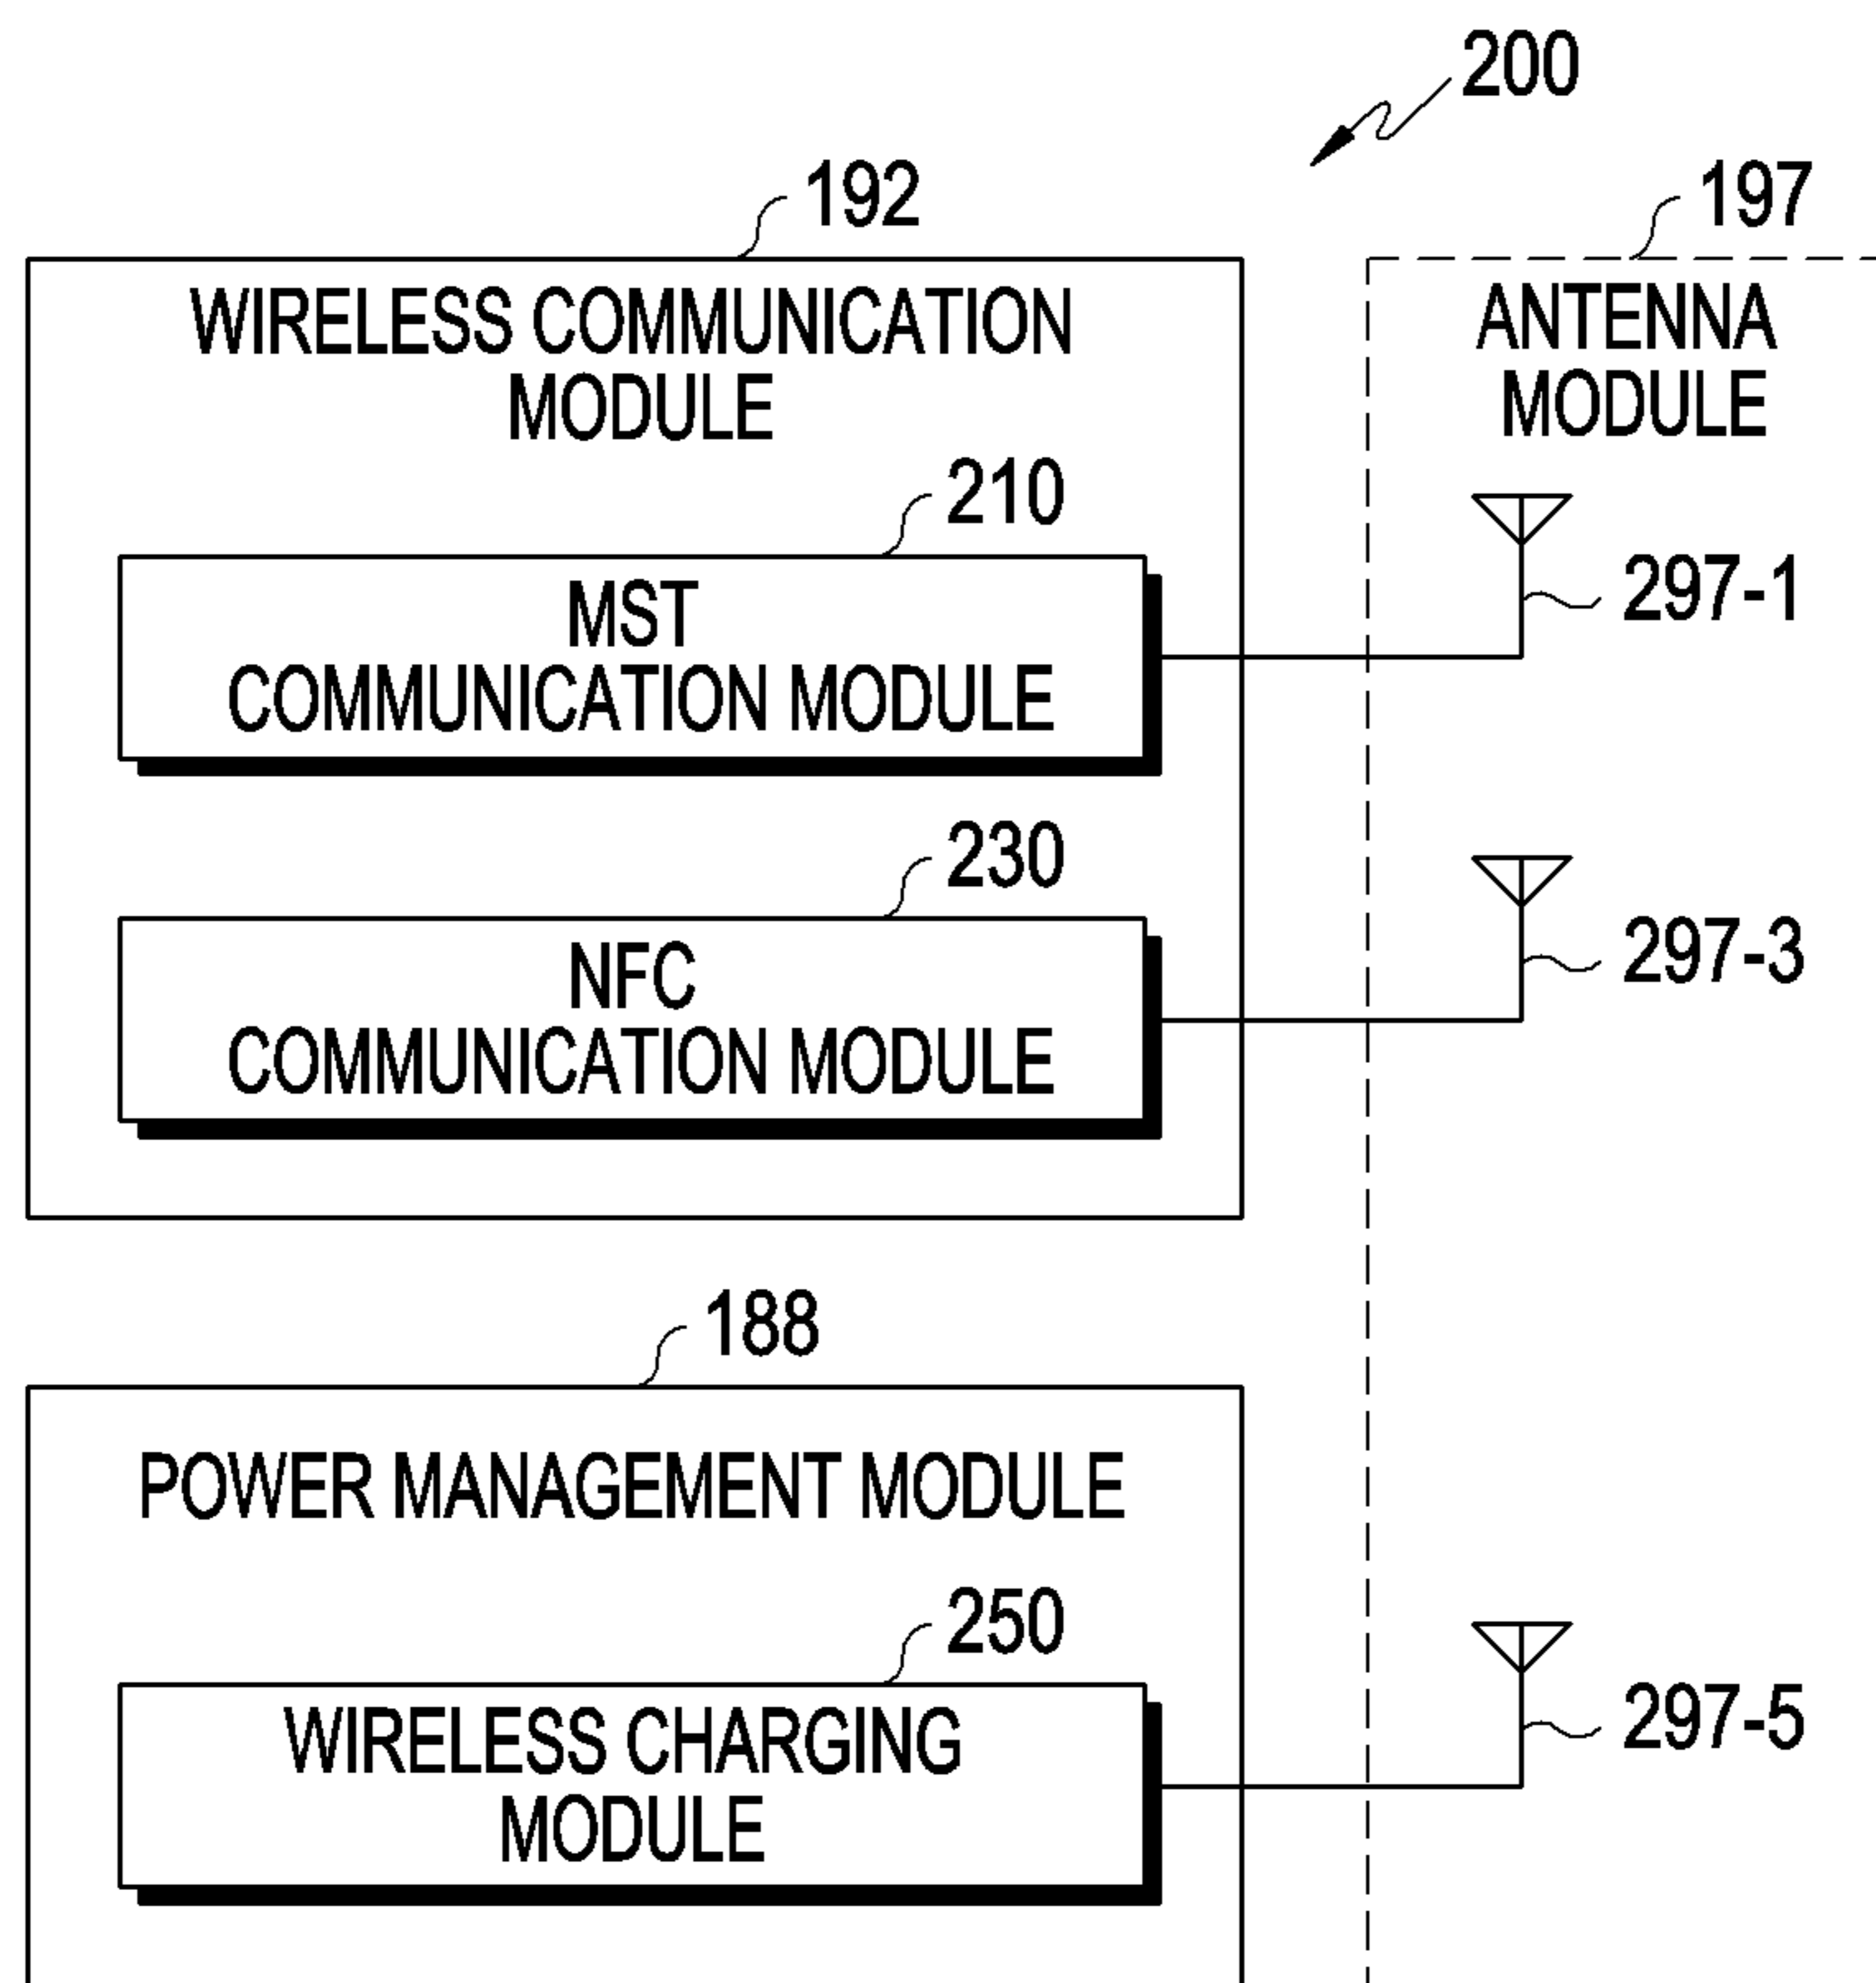 200
192
197
WIRELESS COMMUNICATION
MODULE
ANTENNA
MODULE
210
MST
COMMUNICATION MODULE
297-1
230
NFC
COMMUNICATION MODULE
297-3
188
POWER MANAGEMENT MODULE
250
WIRELESS CHARGING
MODULE
297-5